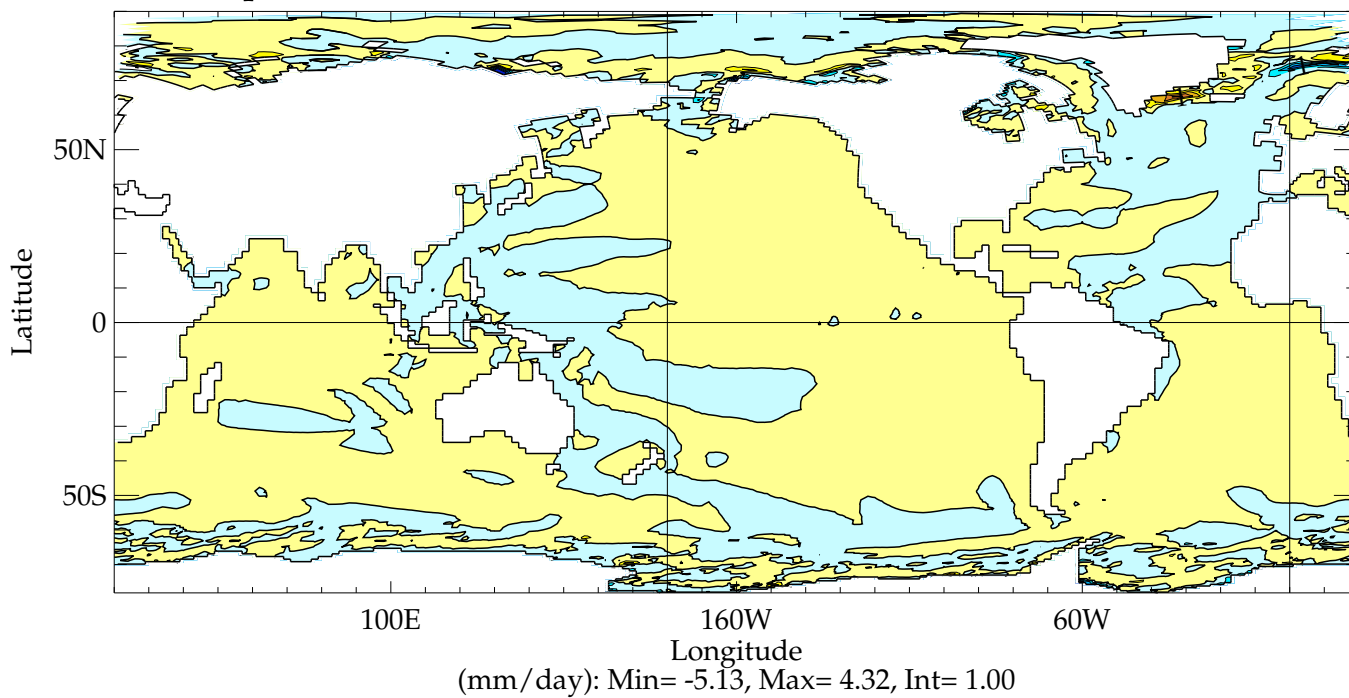 50N
0
50S
Latitude
100E
160W
60W
Longitude
(mm/day): Min= -5.13, Max= 4.32, Int= 1.00